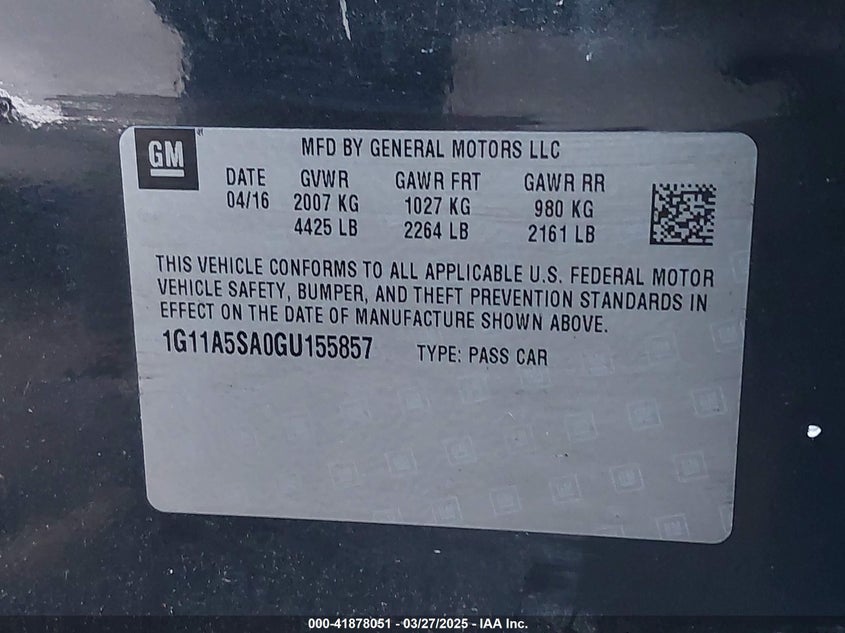 GM
MFD BY GENERAL MOTORS LLC
DATE GVWR GAWR FRT GAWR RR
04/16 2007 KG 1027 KG 980 KG
4425 LB 2264 LB 2161 LB
THIS VEHICLE CONFORMS TO ALL APPLICABLE U.S. FEDERAL MOTOR
VEHICLE SAFETY, BUMPER, AND THEFT PREVENTION STANDARDS IN
EFFECT ON THE DATE OF MANUFACTURE SHOWN ABOVE.
1G11A5SA0GU155857 TYPE: PASS CAR
000-41878051 - 03/27/2025 - IAA Inc.